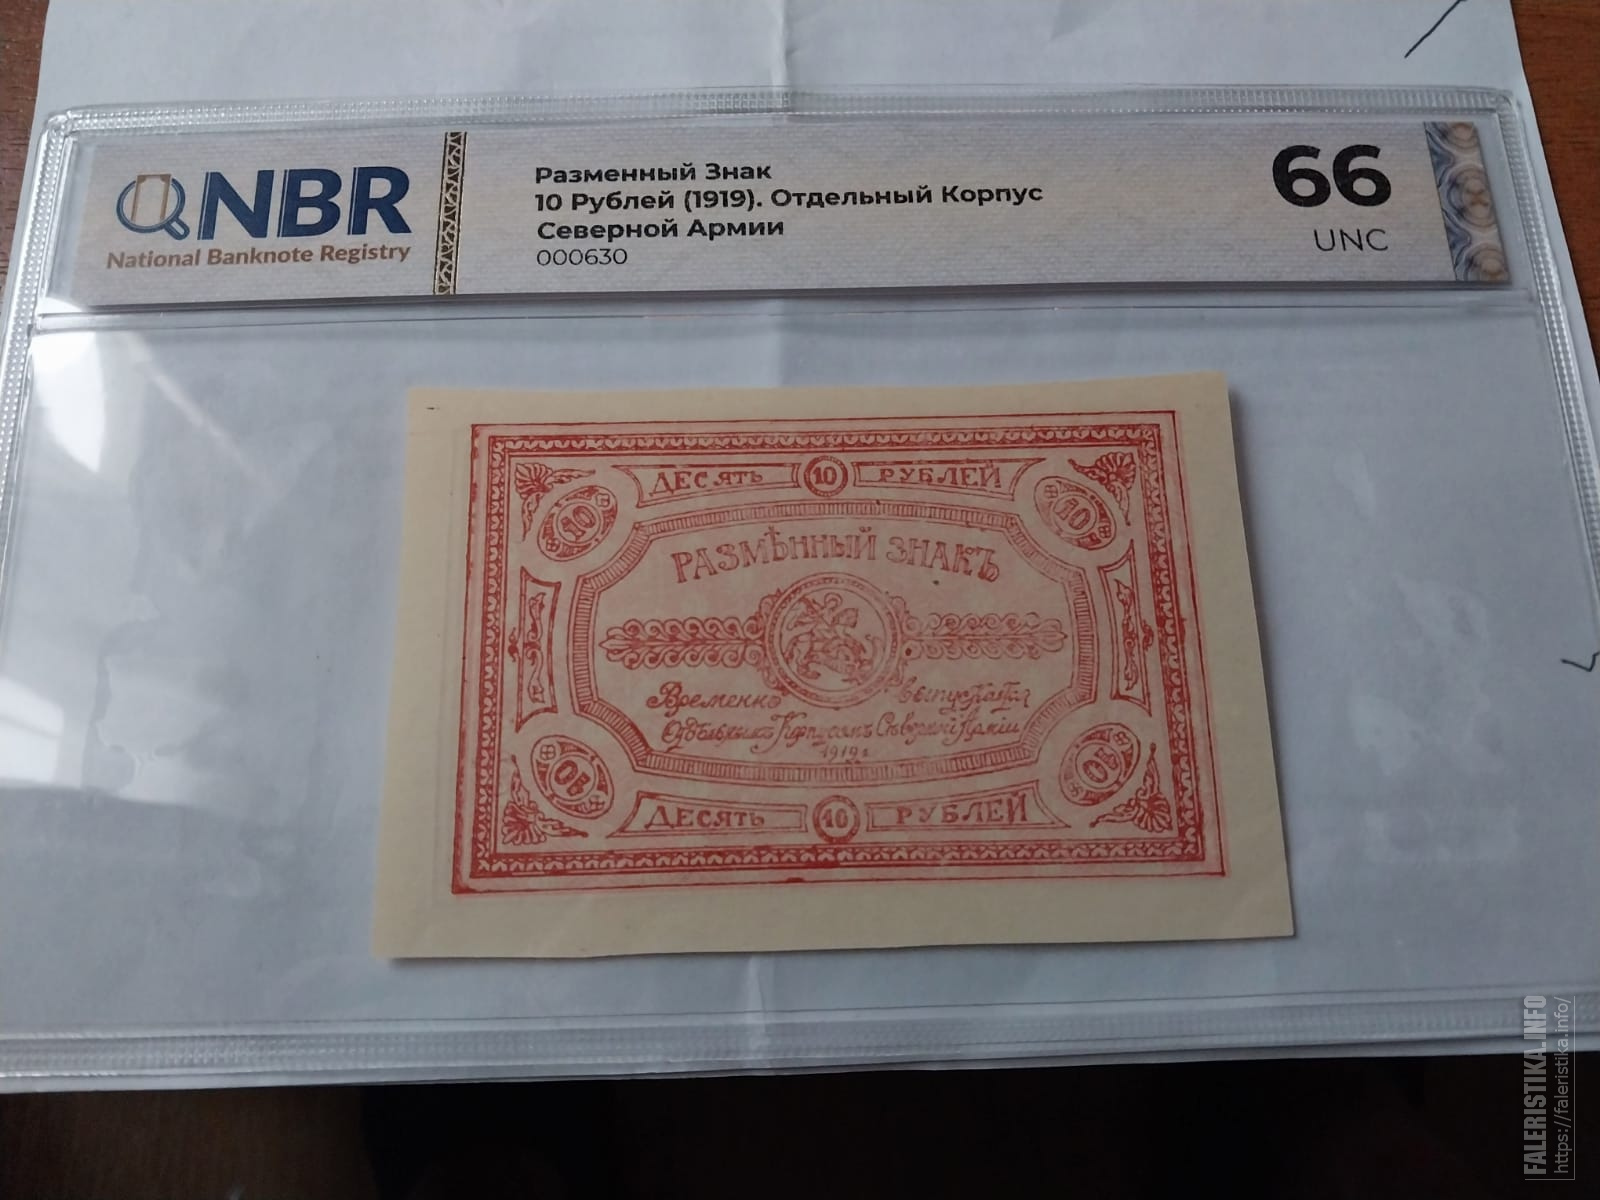 NBR
National Banknote Registry
Разменный Знак
10 Рублей (1919). Отдельный Корпус
Северной Армии
000630
66
UNC
ДЕСЯТЬ 10 РУБЛЕЙ
10 10
РАЗМѢННЫЙ ЗНАКЪ
Временно выпускается
Отдѣльнымъ Корпусомъ Сѣверной Арміи
1919г.
10 10
ДЕСЯТЬ 10 РУБЛЕЙ
FALERISTIKA.INFO
https://faleristika.info/